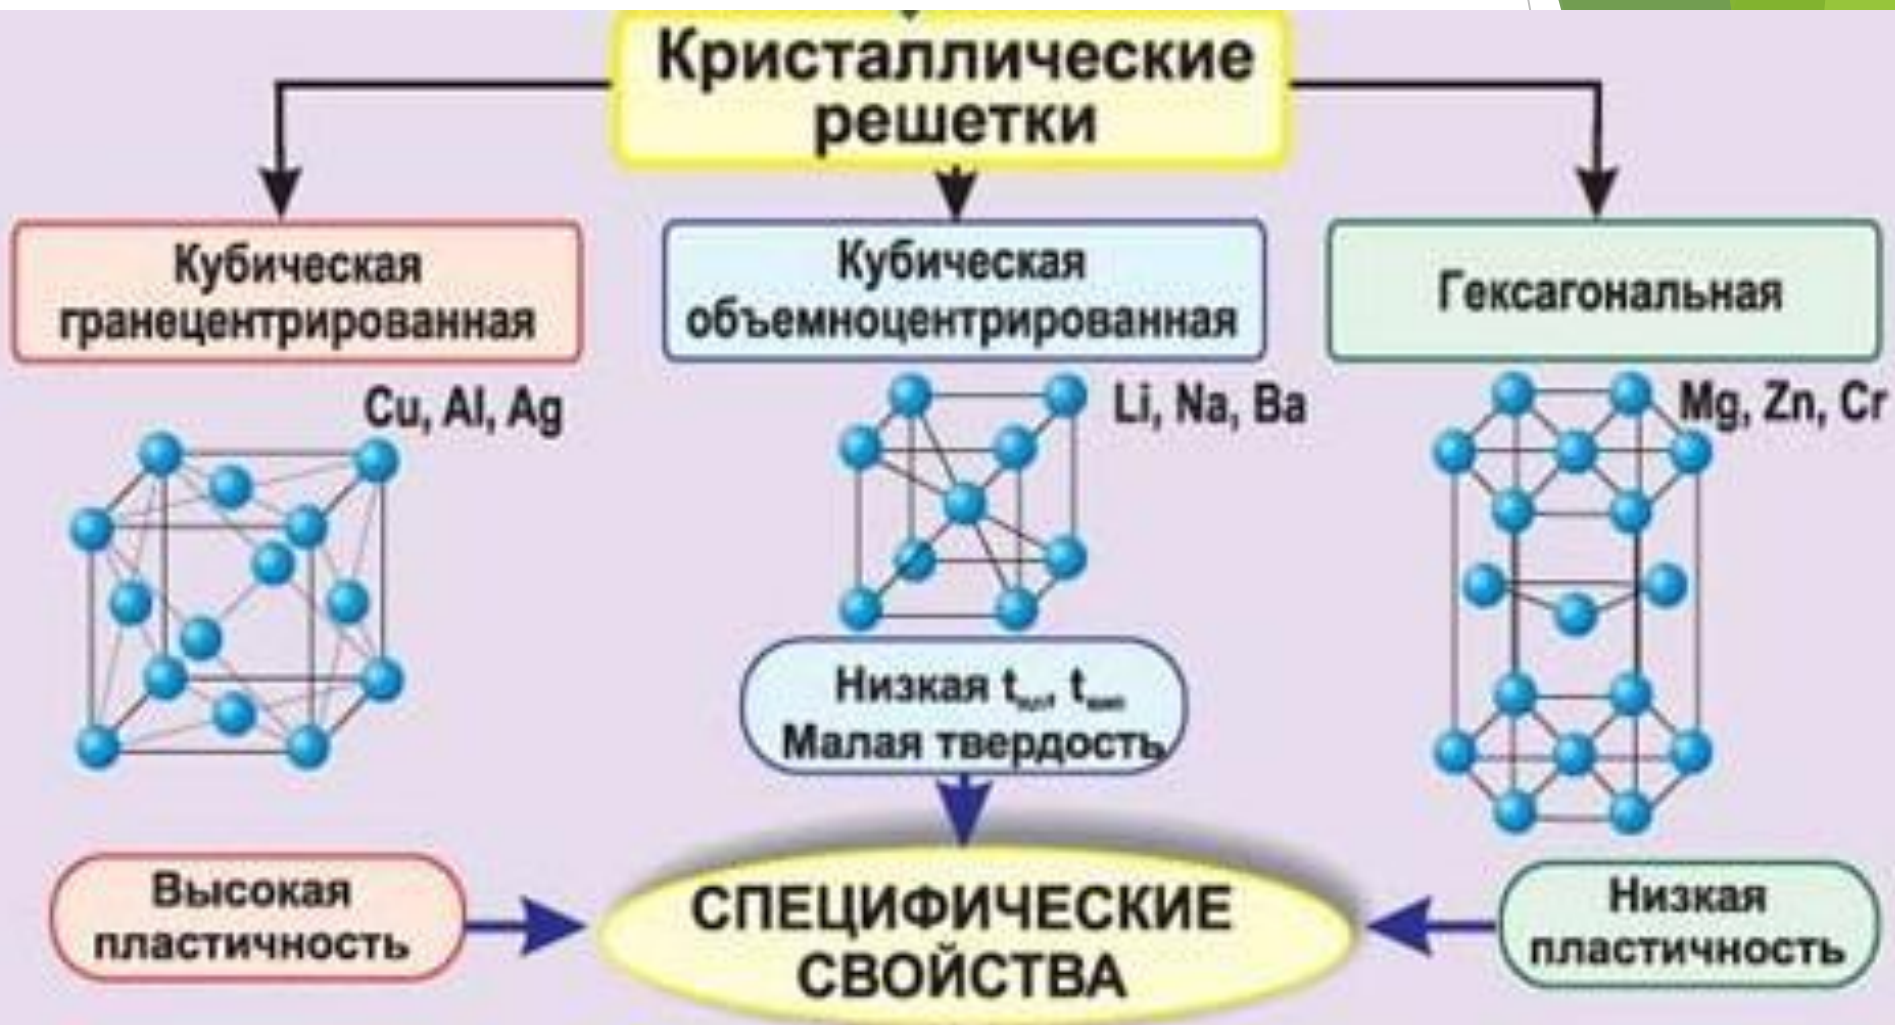 Кристаллические
решетки
Кубическая
гранецентрированная
Кубическая
объемноцентрированная
Гексагональная
Cu, Al, Ag
Li, Na, Ba
Mg, Zn, Cr
Низкая t
Малая твердость
Высокая
пластичность
СПЕЦИФИЧЕСКИЕ
СВОЙСТВА
Низкая
пластичность